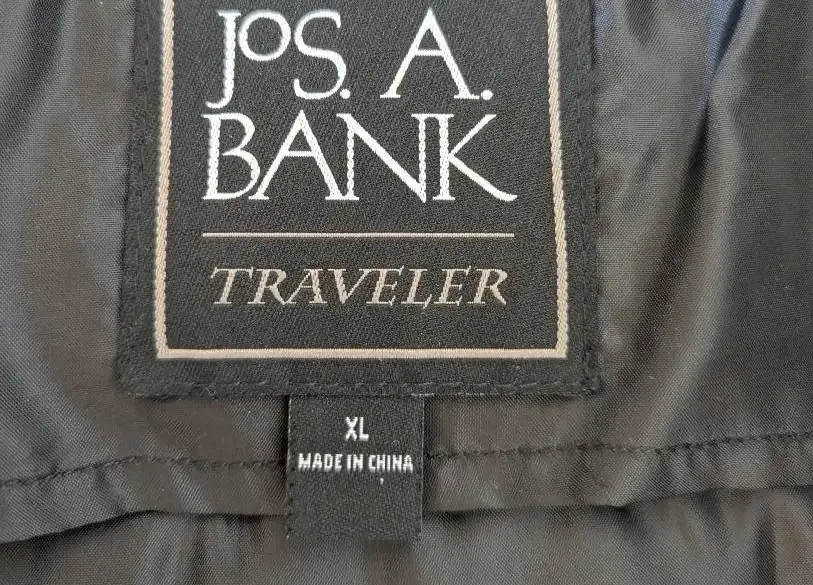 JoS. A.
BANK
TRAVELER
XL
MADE IN CHINA